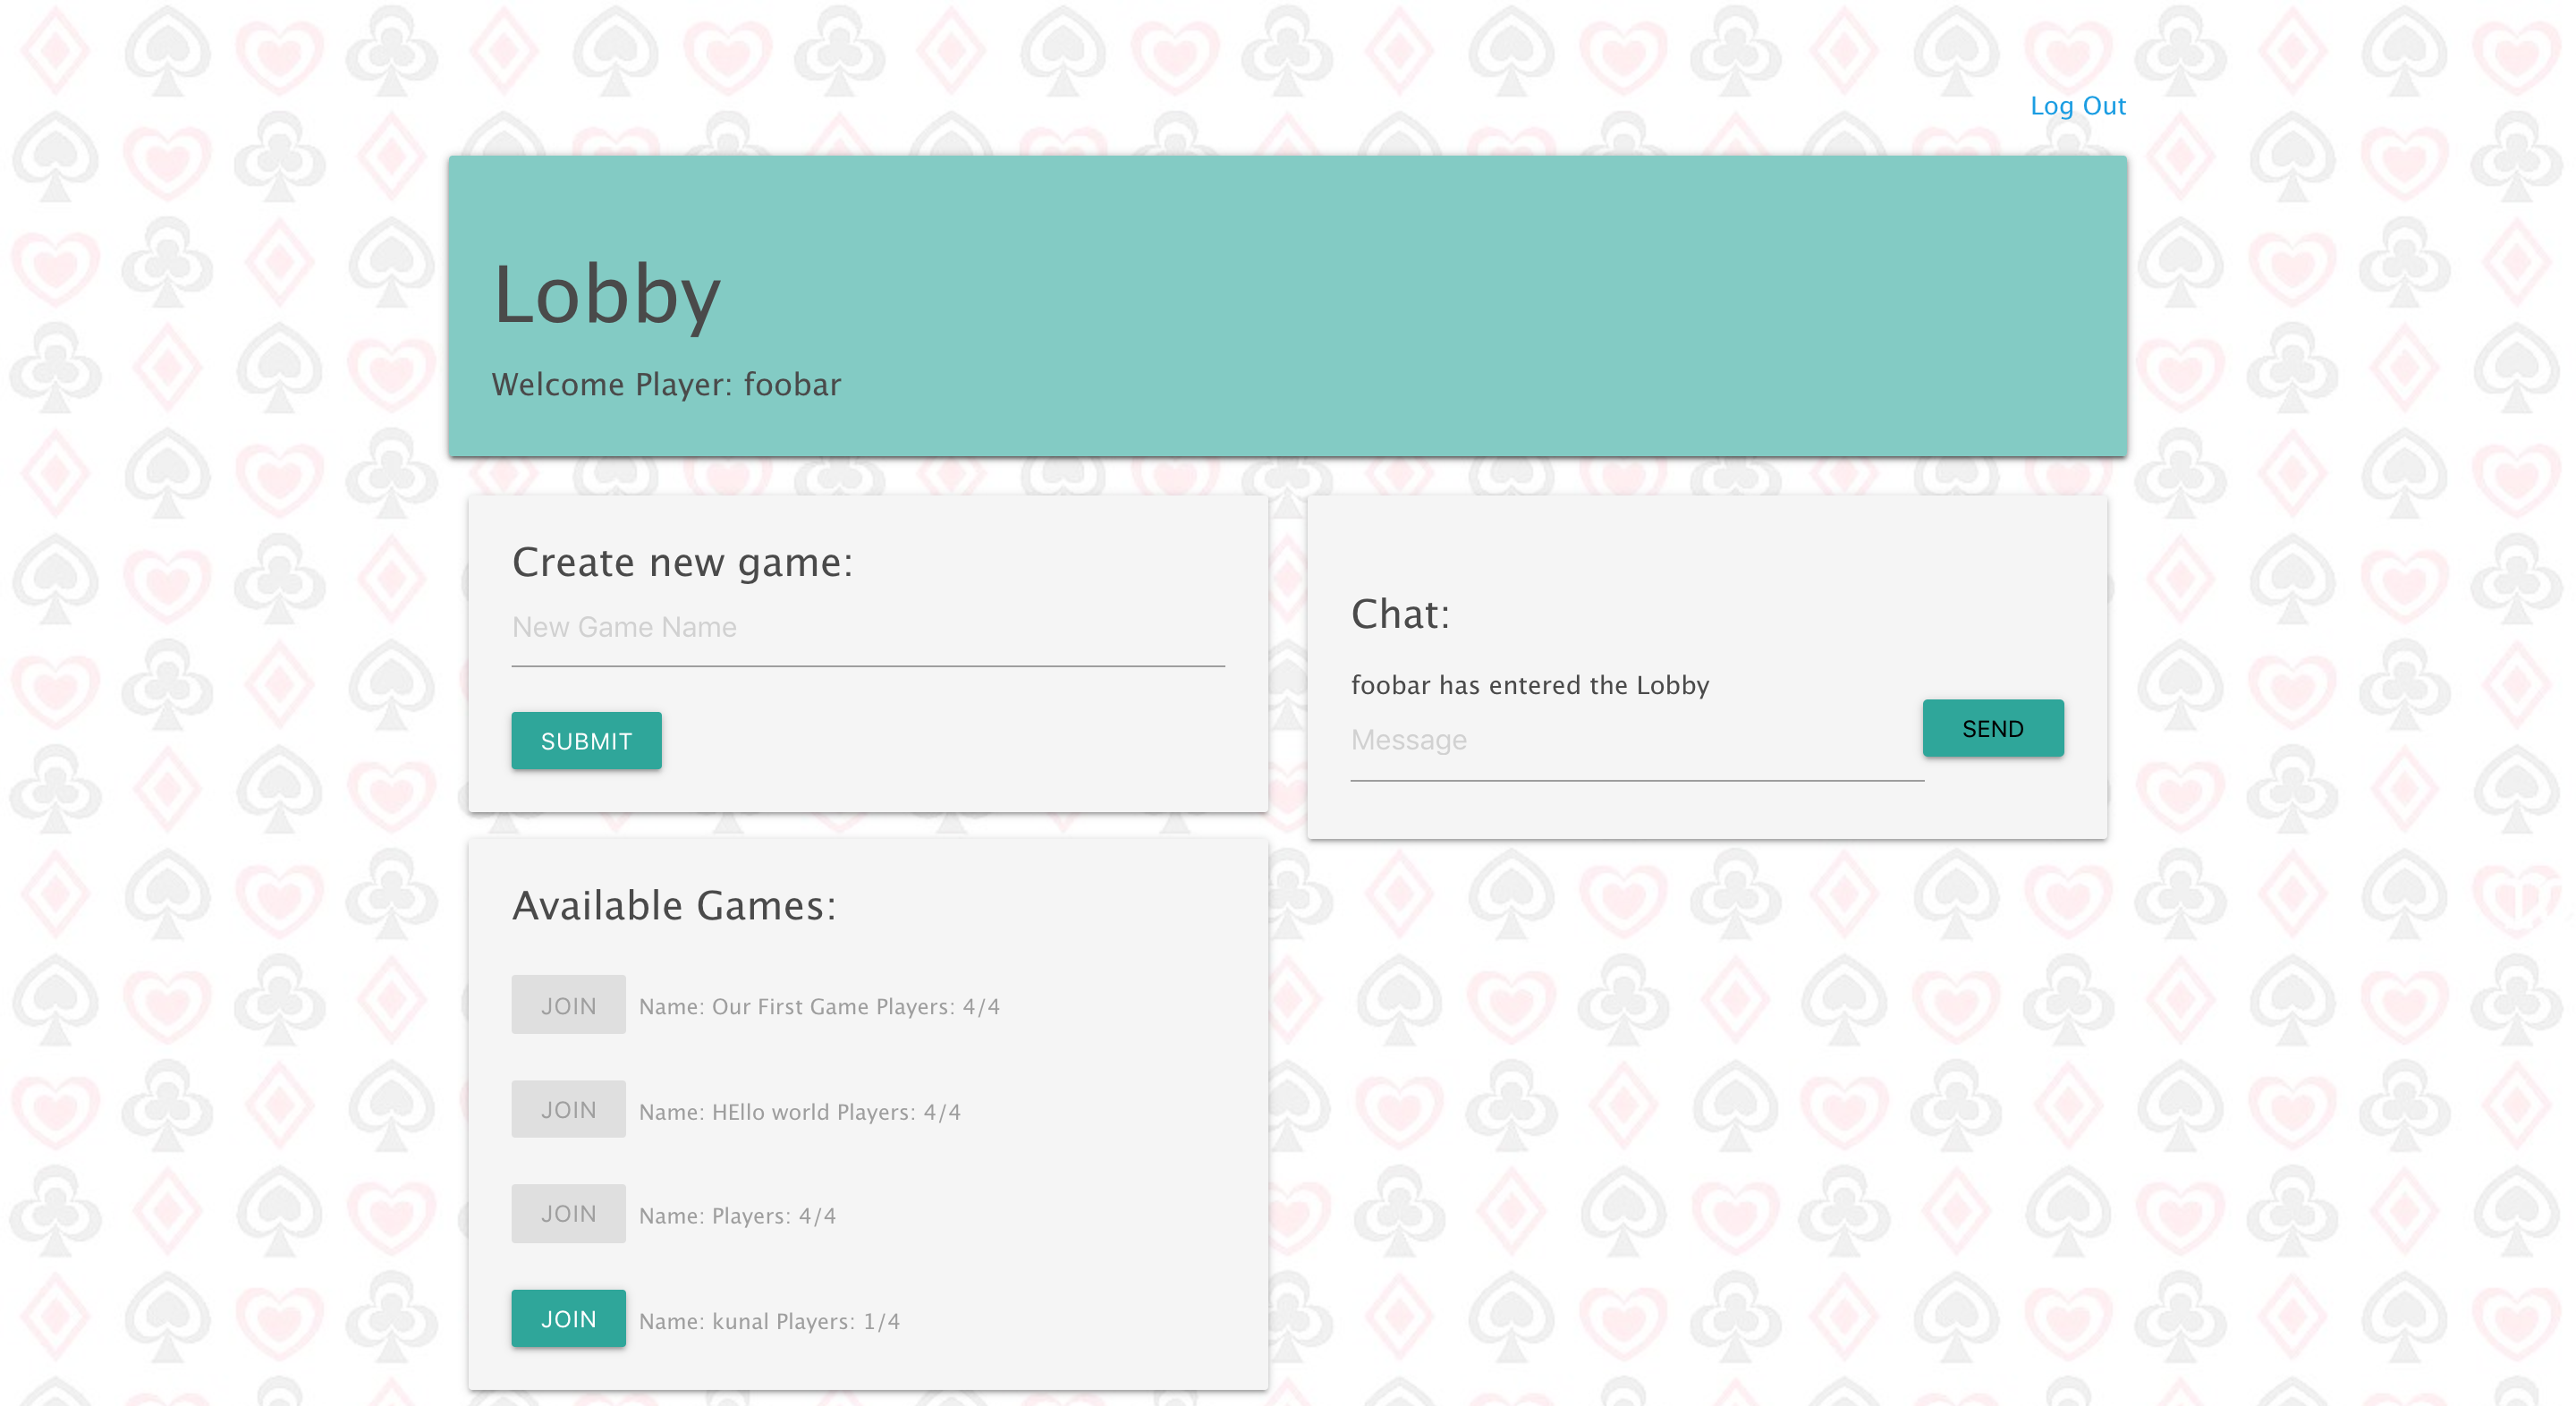 Log Out
Lobby
Welcome Player: foobar
Create new game:
New Game Name
SUBMIT
Chat:
foobar has entered the Lobby
Message
SEND
Available Games:
JOIN Name: Our First Game Players: 4/4
JOIN Name: HEllo world Players: 4/4
JOIN Name: Players: 4/4
JOIN Name: kunal Players: 1/4